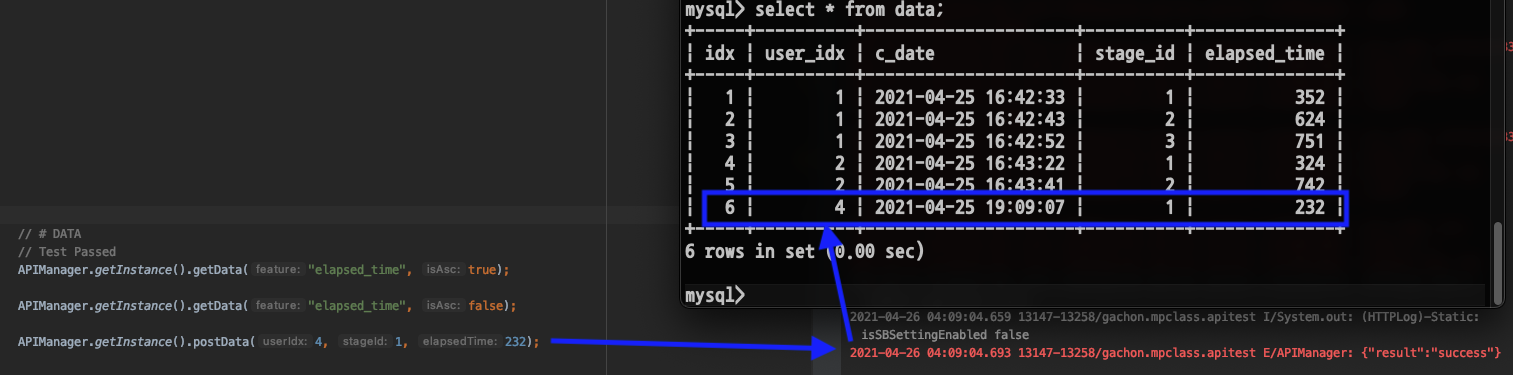 mysql> select * from data;
+-----+----------+---------------------+----------+--------------+
| idx | user_idx | c_date              | stage_id | elapsed_time |
+-----+----------+---------------------+----------+--------------+
|   1 |        1 | 2021-04-25 16:42:33 |        1 |          352 |
|   2 |        1 | 2021-04-25 16:42:43 |        2 |          624 |
|   3 |        1 | 2021-04-25 16:42:52 |        3 |          751 |
|   4 |        2 | 2021-04-25 16:43:22 |        1 |          324 |
|   5 |        2 | 2021-04-25 16:43:41 |        2 |          742 |
|   6 |        4 | 2021-04-25 19:09:07 |        1 |          232 |
+-----+----------+---------------------+----------+--------------+
6 rows in set (0.00 sec)
mysql>
// # DATA
// Test Passed
APIManager.getInstance().getData( feature: "elapsed_time", isAsc: true);
APIManager.getInstance().getData( feature: "elapsed_time", isAsc: false);
APIManager.getInstance().postData( userIdx: 4, stageId: 1, elapsedTime: 232);
2021-04-26 04:09:04.659 13147-13258/gachon.mpclass.apitest I/System.out: (HTTPLog)-Static:
isSBSettingEnabled false
2021-04-26 04:09:04.693 13147-13258/gachon.mpclass.apitest E/APIManager: {"result":"success"}